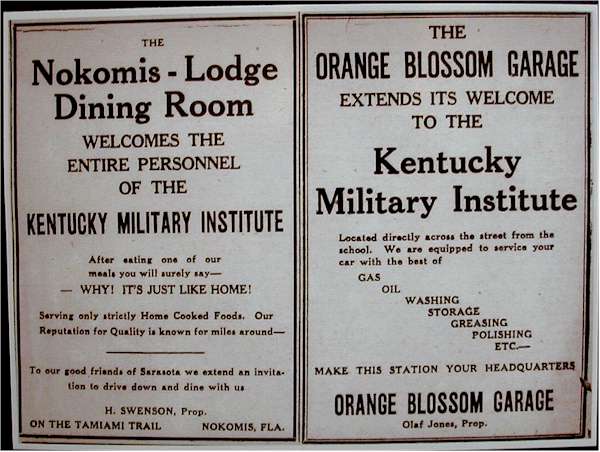 THE
Nokomis - Lodge
Dining Room
WELCOMES THE
ENTIRE PERSONNEL
OF THE
KENTUCKY MILITARY INSTITUTE
After eating one of our
meals you will surely say—
— WHY! IT'S JUST LIKE HOME!
Serving only strictly Home Cooked Foods. Our
Reputation for Quality is known for miles around—
To our good friends of Sarasota we extend an invita-
tion to drive down and dine with us
H. SWENSON, Prop.
ON THE TAMIAMI TRAIL NOKOMIS, FLA.
THE
ORANGE BLOSSOM GARAGE
EXTENDS ITS WELCOME
TO THE
Kentucky
Military Institute
Located directly across the street from the
school. We are equipped to service your
car with the best of
GAS
OIL
WASHING
STORAGE
GREASING
POLISHING
ETC.—
MAKE THIS STATION YOUR HEADQUARTERS
ORANGE BLOSSOM GARAGE
Olaf Jones, Prop.